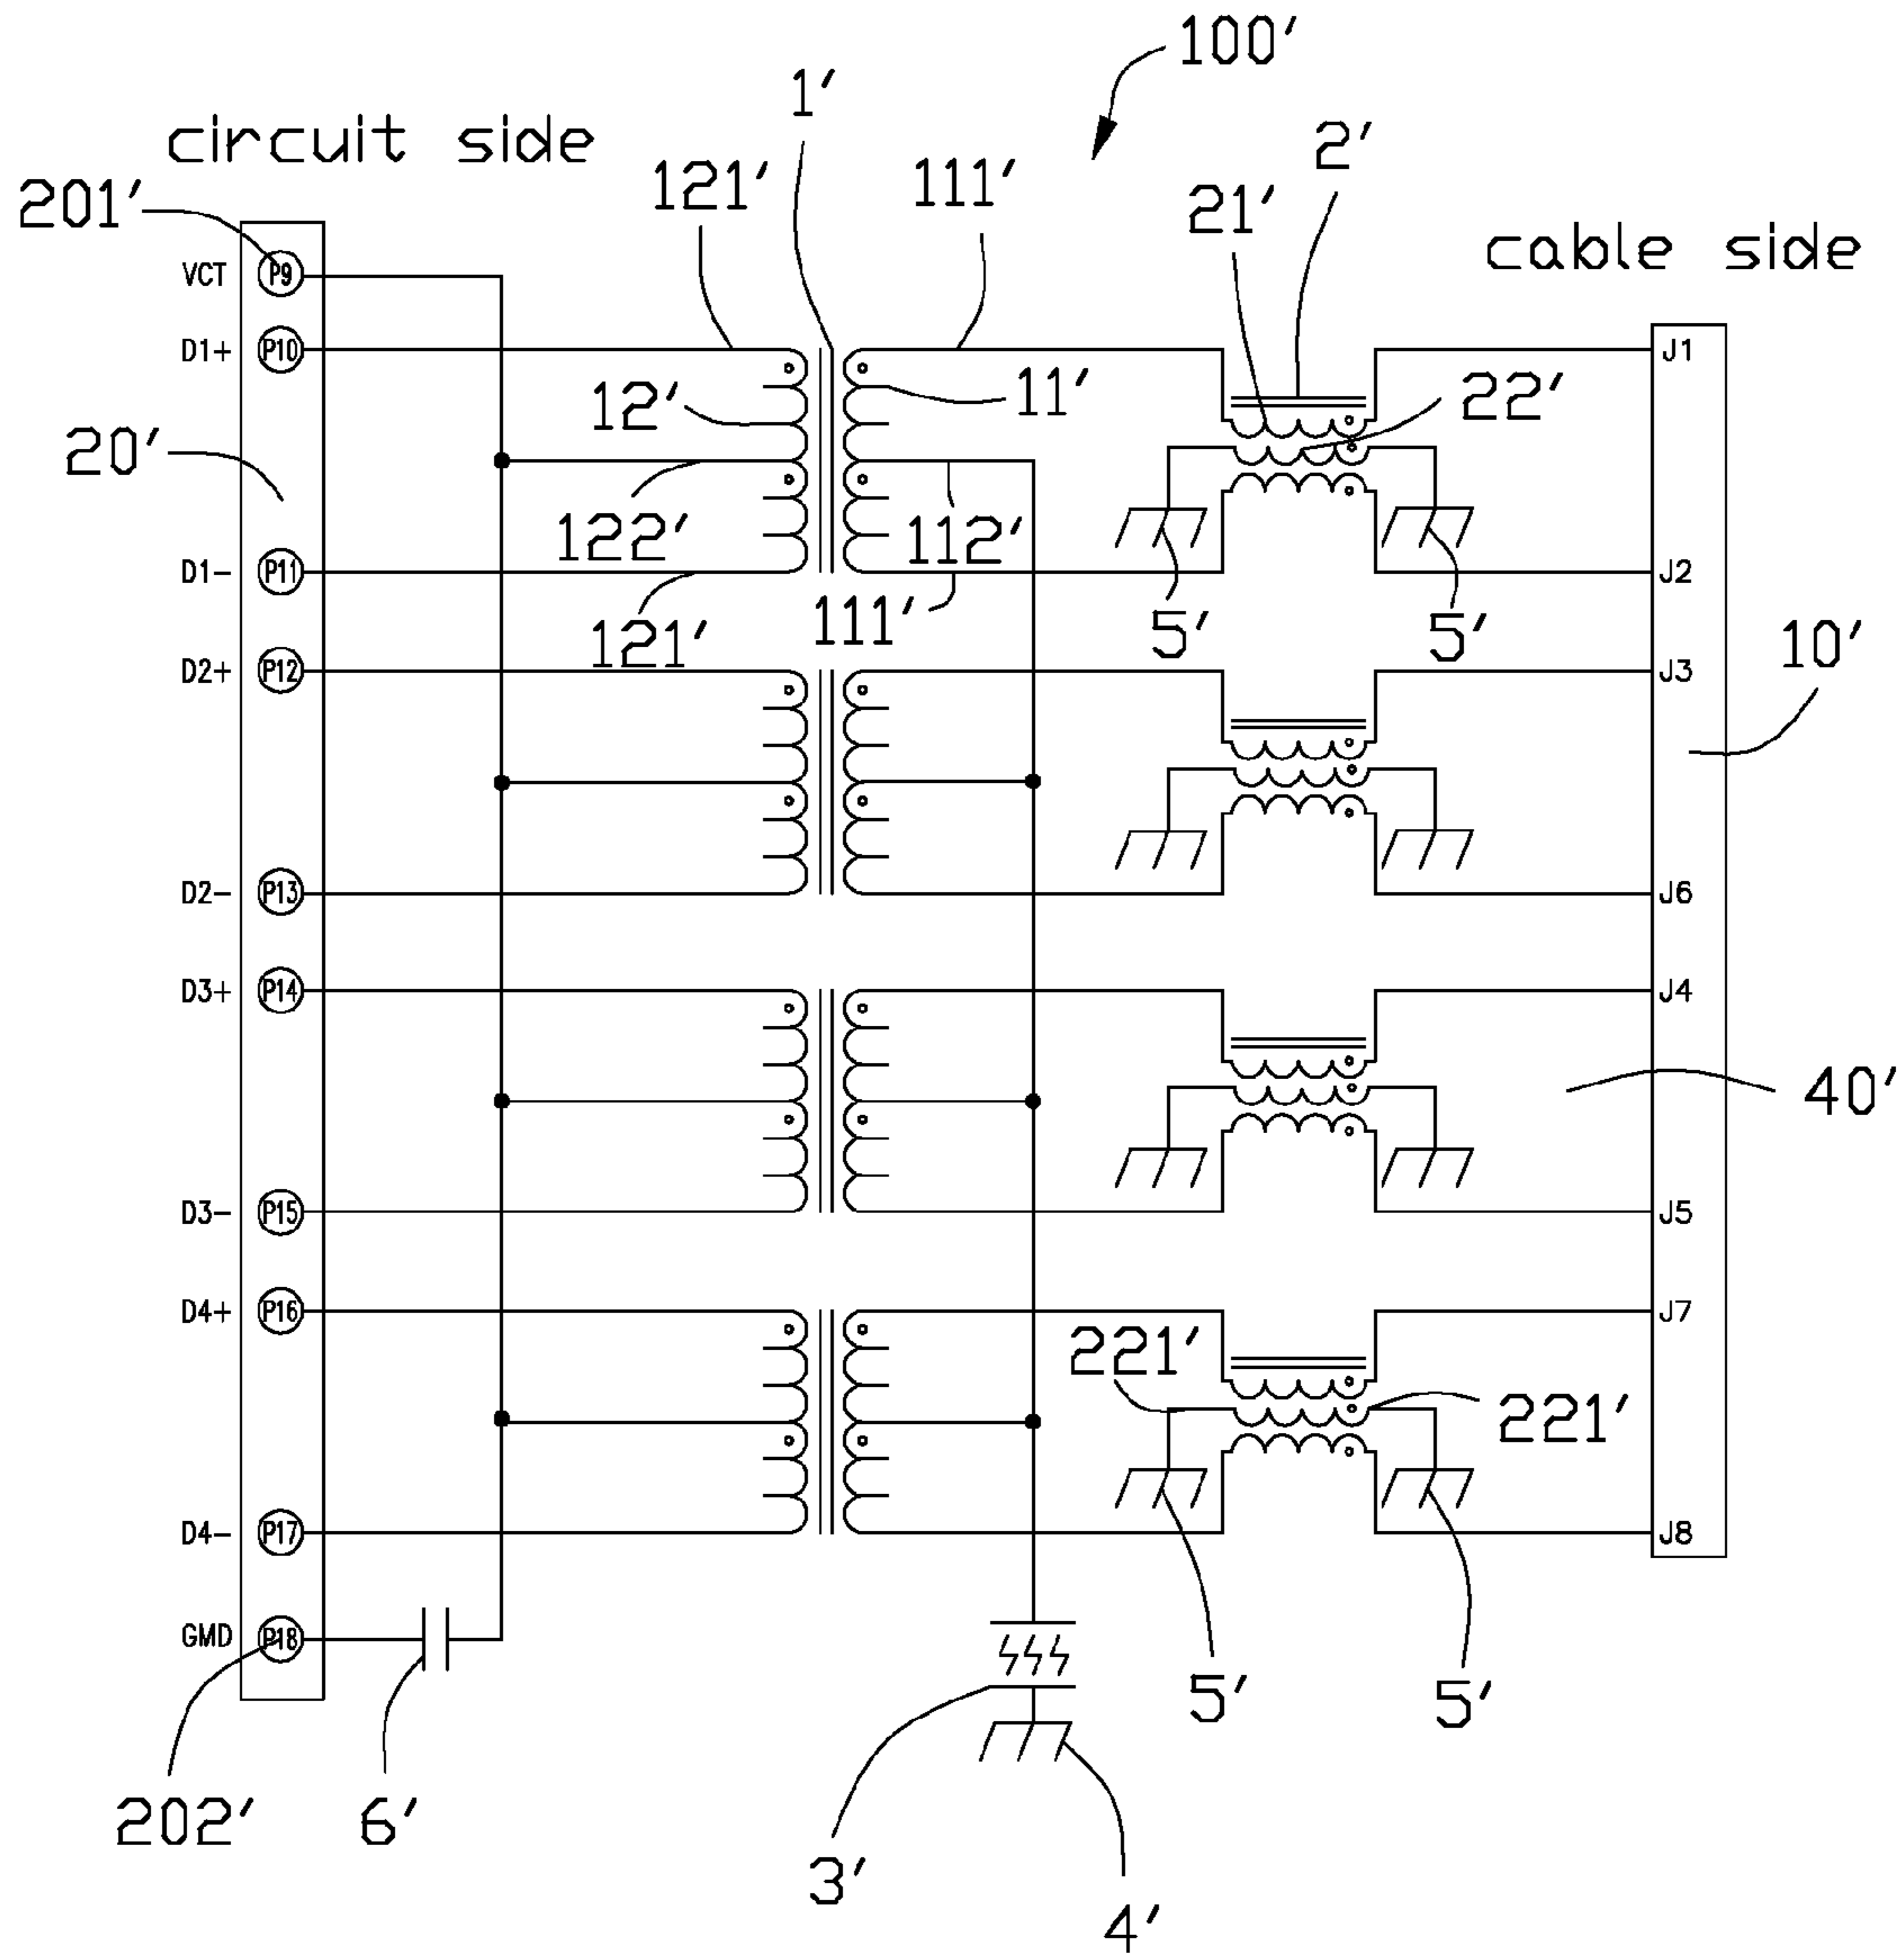 100′
1′
circuit side
2′
121′
111′
21′
201′
cable side
VCT
P9
D1+
P10
J1
12′
11′
22′
20′
122′
112′
D1-
P11
J2
111′
5′
5′
121′
10′
D2+
P12
J3
D2-
P13
J6
D3+
P14
J4
40′
D3-
P15
J5
D4+
P16
J7
221′
221′
D4-
P17
J8
GMD
P18
5′
5′
202′
6′
3′
4′